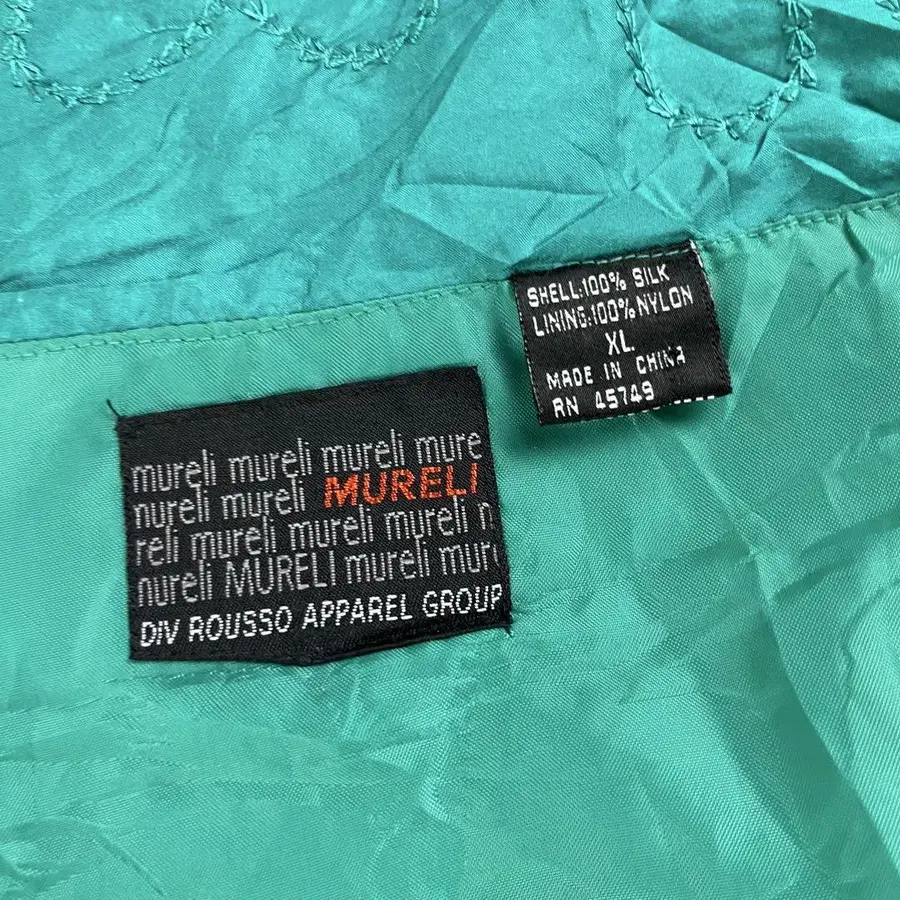 mureli mureli mureli mure
nureli mureli MURELI
reli mureli mureli mureli n
nureli MURELI mureli mure
DIV ROUSSO APPAREL GROUP
SHELL:100% SILK
LINING:100% NYLON
XL
MADE IN CHINA
RN 45749